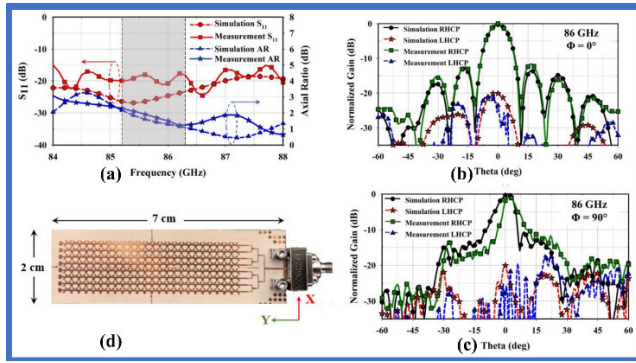 Simulation S11
Measurement S11
Simulation AR
Measurement AR
0
-10
-20
-30
-40
S11 (dB)
8
7
6
5
4
3
2
1
0
Axial Ratio (dB)
84
85
86
87
88
Frequency (GHz)
(a)
Simulation RHCP
Simulation LHCP
Measurement RHCP
Measurement LHCP
86 GHz
Φ = 0°
0
-10
-20
-30
Normalized Gain (dB)
-60 -45 -30 -15 0 15 30 45 60
Theta (deg)
(b)
7 cm
2 cm
X
Y
(d)
Simulation RHCP
Simulation LHCP
Measurement RHCP
Measurement LHCP
86 GHz
Φ = 90°
0
-10
-20
-30
Normalized Gain (dB)
-60 -45 -30 -15 0 15 30 45 60
Theta (deg)
(c)